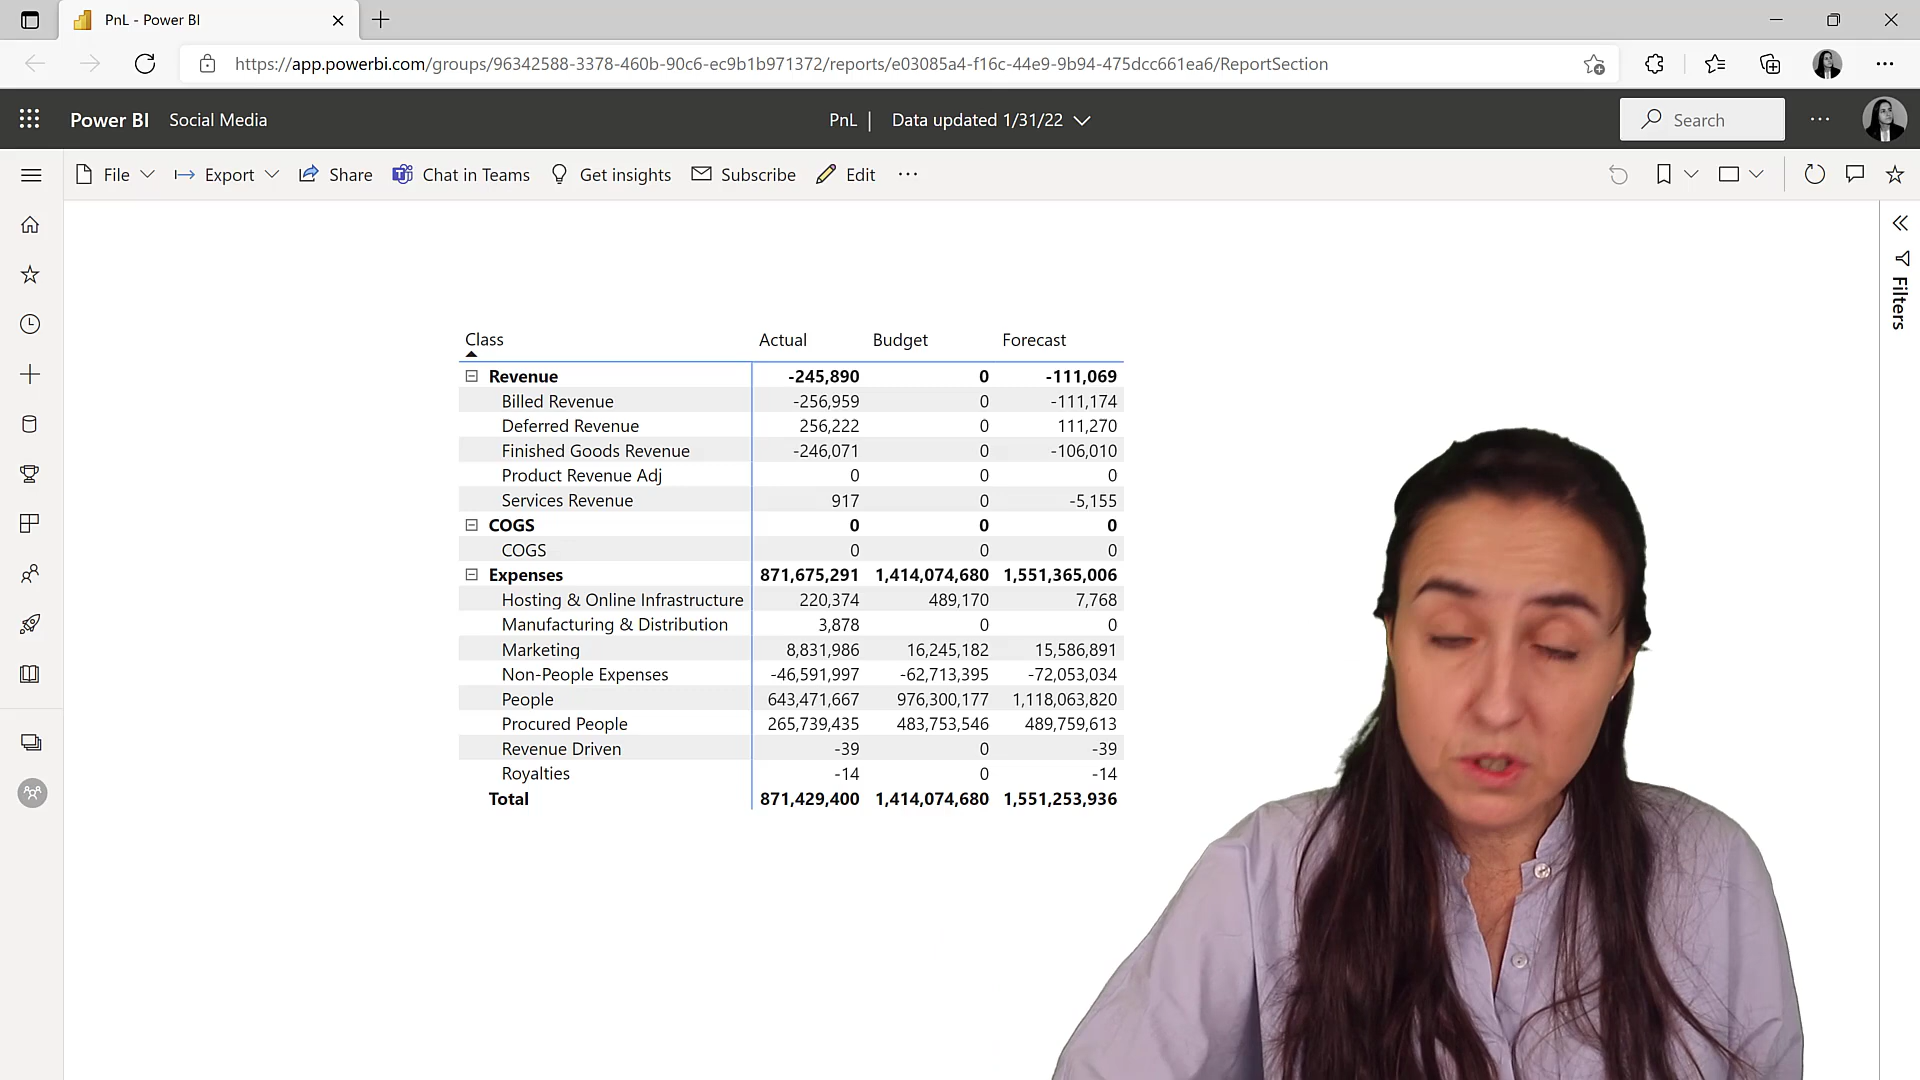 PnL - Power BI
https://app.powerbi.com/groups/96342588-3378-460b-90c6-ec9b1b971372/reports/e03085a4-f16c-44e9-9b94-475dcc661ea6/ReportSection
Power BI Social Media PnL | Data updated 1/31/22 Search
File Export Share Chat in Teams Get insights Subscribe Edit
Filters
Class Actual Budget Forecast
Revenue -245,890 0 -111,069
Billed Revenue -256,959 0 -111,174
Deferred Revenue 256,222 0 111,270
Finished Goods Revenue -246,071 0 -106,010
Product Revenue Adj 0 0 0
Services Revenue 917 0 -5,155
COGS 0 0 0
COGS 0 0 0
Expenses 871,675,291 1,414,074,680 1,551,365,006
Hosting & Online Infrastructure 220,374 489,170 7,768
Manufacturing & Distribution 3,878 0 0
Marketing 8,831,986 16,245,182 15,586,891
Non-People Expenses -46,591,997 -62,713,395 -72,053,034
People 643,471,667 976,300,177 1,118,063,820
Procured People 265,739,435 483,753,546 489,759,613
Revenue Driven -39 0 -39
Royalties -14 0 -14
Total 871,429,400 1,414,074,680 1,551,253,936